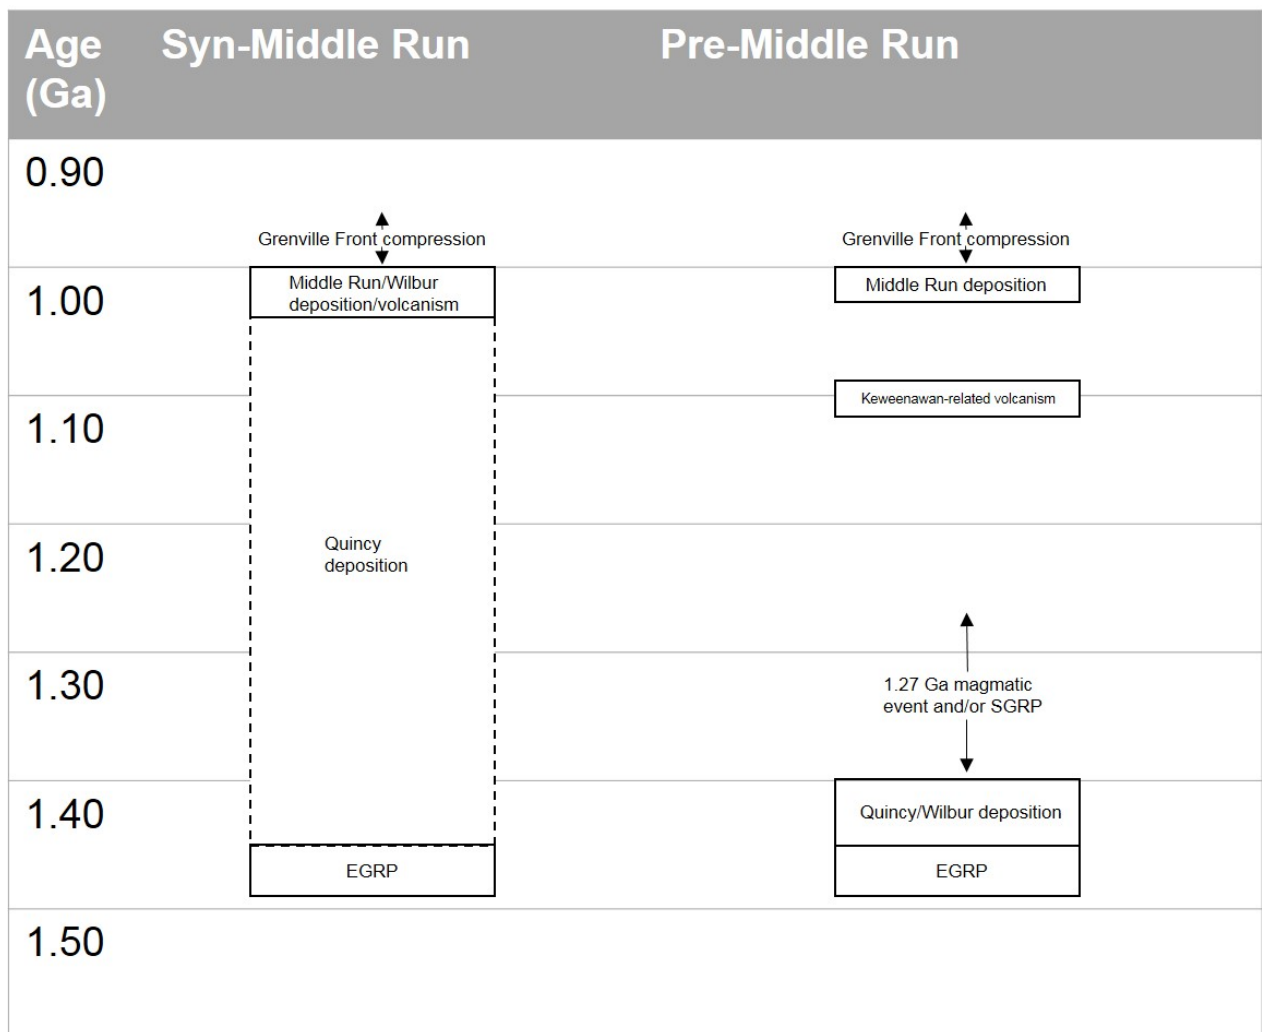 Age
(Ga)
Syn-Middle Run
Pre-Middle Run
0.90
Grenville Front compression
Grenville Front compression
1.00
Middle Run/Wilbur
deposition/volcanism
Middle Run deposition
Keweenawan-related volcanism
1.10
1.20
Quincy
deposition
1.30
1.27 Ga magmatic
event and/or SGRP
1.40
Quincy/Wilbur deposition
EGRP
EGRP
1.50